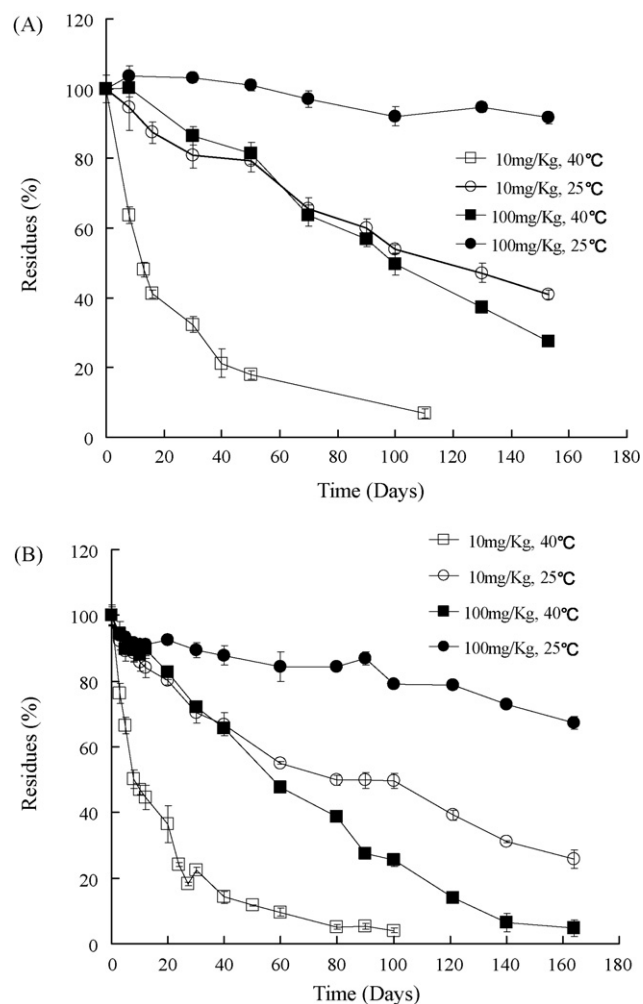 (A)
120
100
80
60
40
20
0
Residues (%)
10mg/Kg, 40℃
10mg/Kg, 25℃
100mg/Kg, 40℃
100mg/Kg, 25℃
0 20 40 60 80 100 120 140 160 180
Time (Days)
(B)
120
100
80
60
40
20
0
Residues (%)
10mg/Kg, 40℃
10mg/Kg, 25℃
100mg/Kg, 40℃
100mg/Kg, 25℃
0 20 40 60 80 100 120 140 160 180
Time (Days)